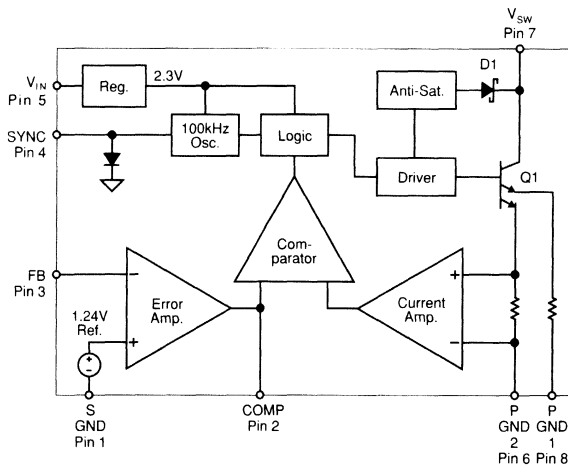 VSW
Pin 7
D1
VIN
Pin 5
Reg.
2.3V
Anti-Sat.
SYNC
Pin 4
100kHz
Osc.
Logic
Driver
Q1
Com-
parator
FB
Pin 3
−
Error
Amp.
+
Current
Amp.
+
−
1.24V
Ref.
+
−
S
GND
Pin 1
COMP
Pin 2
P
GND
2
Pin 6
P
GND
1
Pin 8